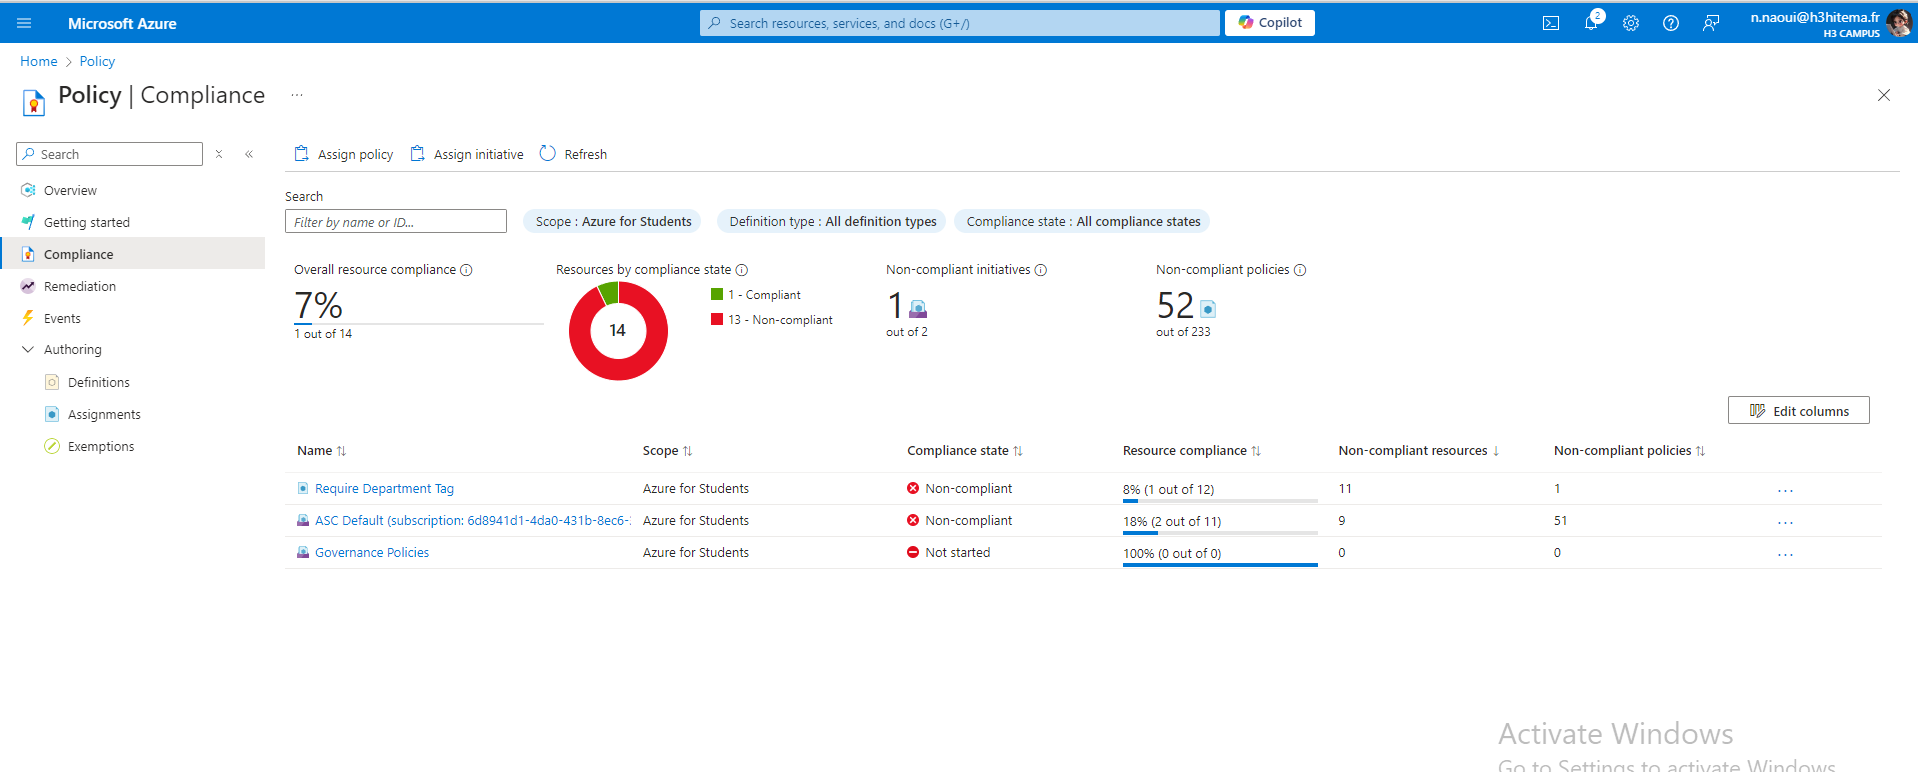 Microsoft Azure
Search resources, services, and docs (G+/)
Copilot
2
n.naoui@h3hitema.fr
H3 CAMPUS
Home > Policy
Policy | Compliance ...
Search
Overview
Getting started
Compliance
Remediation
Events
Authoring
Definitions
Assignments
Exemptions
Assign policy
Assign initiative
Refresh
Search
Filter by name or ID...
Scope : Azure for Students
Definition type : All definition types
Compliance state : All compliance states
Overall resource compliance
7%
1 out of 14
Resources by compliance state
14
1 - Compliant
13 - Non-compliant
Non-compliant initiatives
1
out of 2
Non-compliant policies
52
out of 233
Edit columns
Name Scope Compliance state Resource compliance Non-compliant resources Non-compliant policies
Require Department Tag Azure for Students Non-compliant 8% (1 out of 12) 11 1 ...
ASC Default (subscription: 6d8941d1-4da0-431b-8ec6- Azure for Students Non-compliant 18% (2 out of 11) 9 51 ...
Governance Policies Azure for Students Not started 100% (0 out of 0) 0 0 ...
Activate Windows
Go to Settings to activate Windows